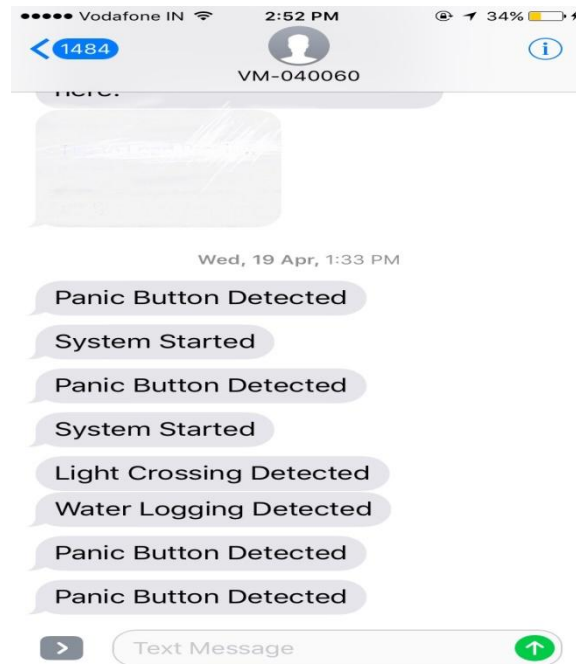 Vodafone IN 2:52 PM 34%
1484
VM-040060
here.
Wed, 19 Apr, 1:33 PM
Panic Button Detected
System Started
Panic Button Detected
System Started
Light Crossing Detected
Water Logging Detected
Panic Button Detected
Panic Button Detected
Text Message